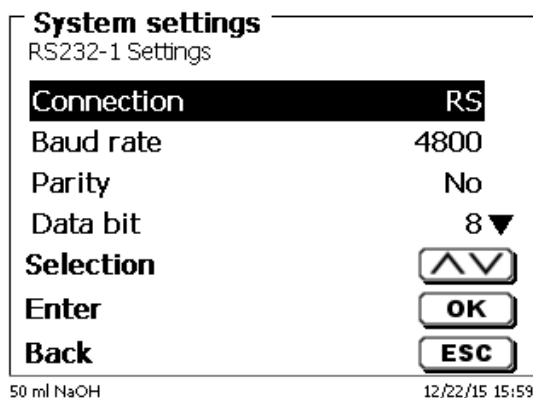 System settings
RS232-1 Settings
Connection RS
Baud rate 4800
Parity No
Data bit 8
Selection
Enter OK
Back ESC
50 ml NaOH 12/22/15 15:59